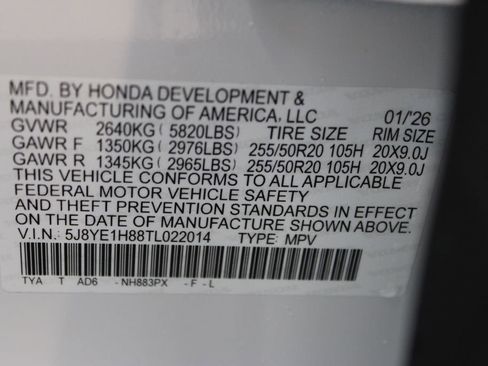 MFD. BY HONDA DEVELOPMENT &
MANUFACTURING OF AMERICA, LLC 01/'26
GVWR 2640KG (5820LBS) TIRE SIZE RIM SIZE
GAWR F 1350KG (2976LBS) 255/50R20 105H 20X9.0J
GAWR R 1345KG (2965LBS) 255/50R20 105H 20X9.0J
THIS VEHICLE CONFORMS TO ALL APPLICABLE
FEDERAL MOTOR VEHICLE SAFETY
AND THEFT PREVENTION STANDARDS IN EFFECT
ON THE DATE OF MANUFACTURE SHOWN ABOVE.
V.I.N.: 5J8YE1H88TL022014 TYPE: MPV
TYA T AD6 -NH883PX -F-L